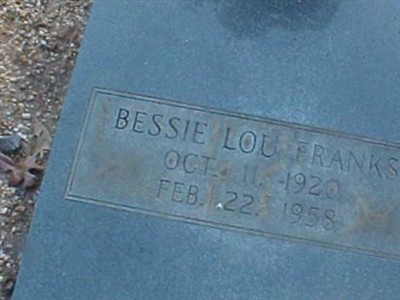 BESSIE LOU FRANKS
OCT. 11, 1920
FEB. 22, 1958